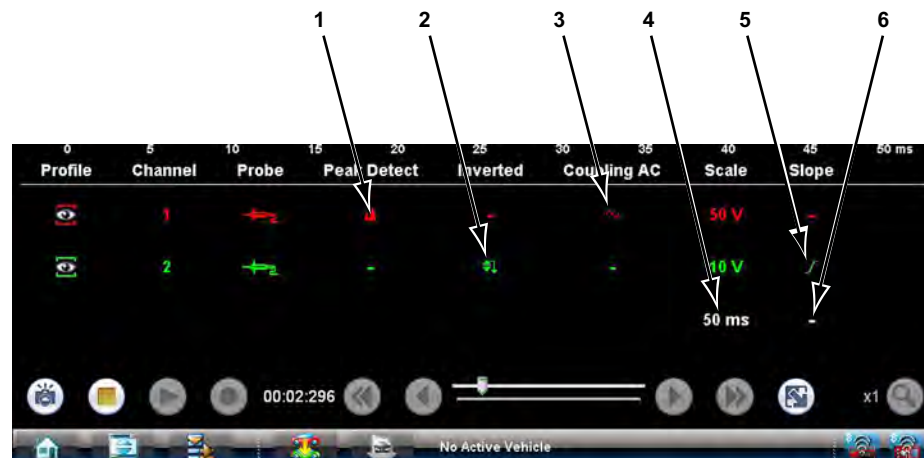 1 2 3 4 5 6
0 5 10 15 20 25 30 35 40 45 50 ms
Profile Channel Probe Peak Detect Inverted Coupling AC Scale Slope
1 - 50 V -
2 - - 10 V
50 ms -
00:02:296 x1
No Active Vehicle